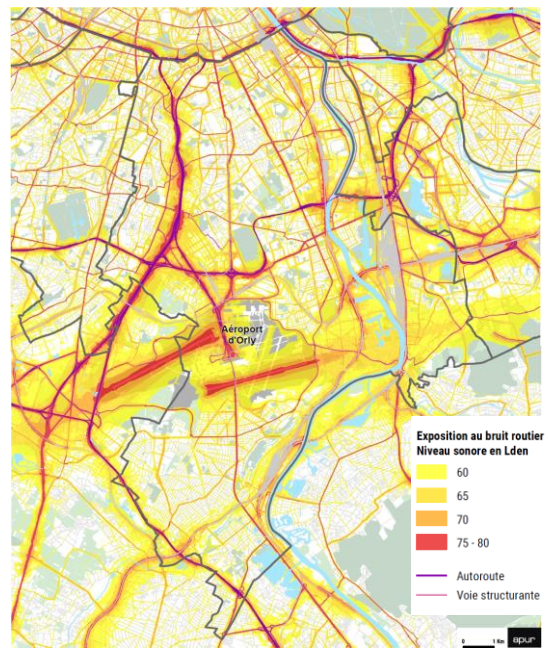 Aéroport
d'Orly
Exposition au bruit routier
Niveau sonore en Lden
60
65
70
75 - 80
Autoroute
Voie structurante
0 1 Km apur